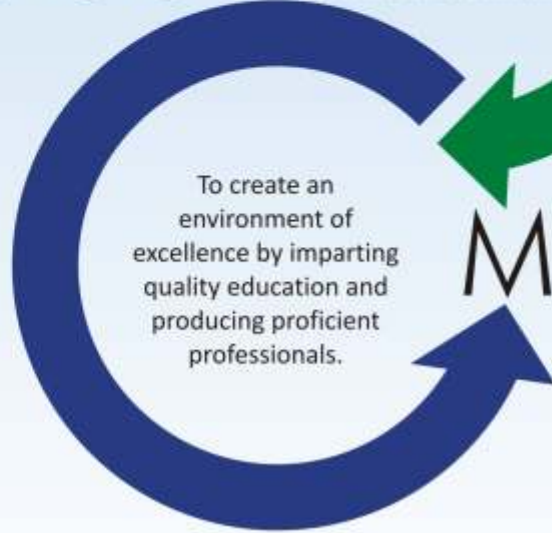 To create an
environment of
excellence by imparting
quality education and
producing proficient
professionals.
M